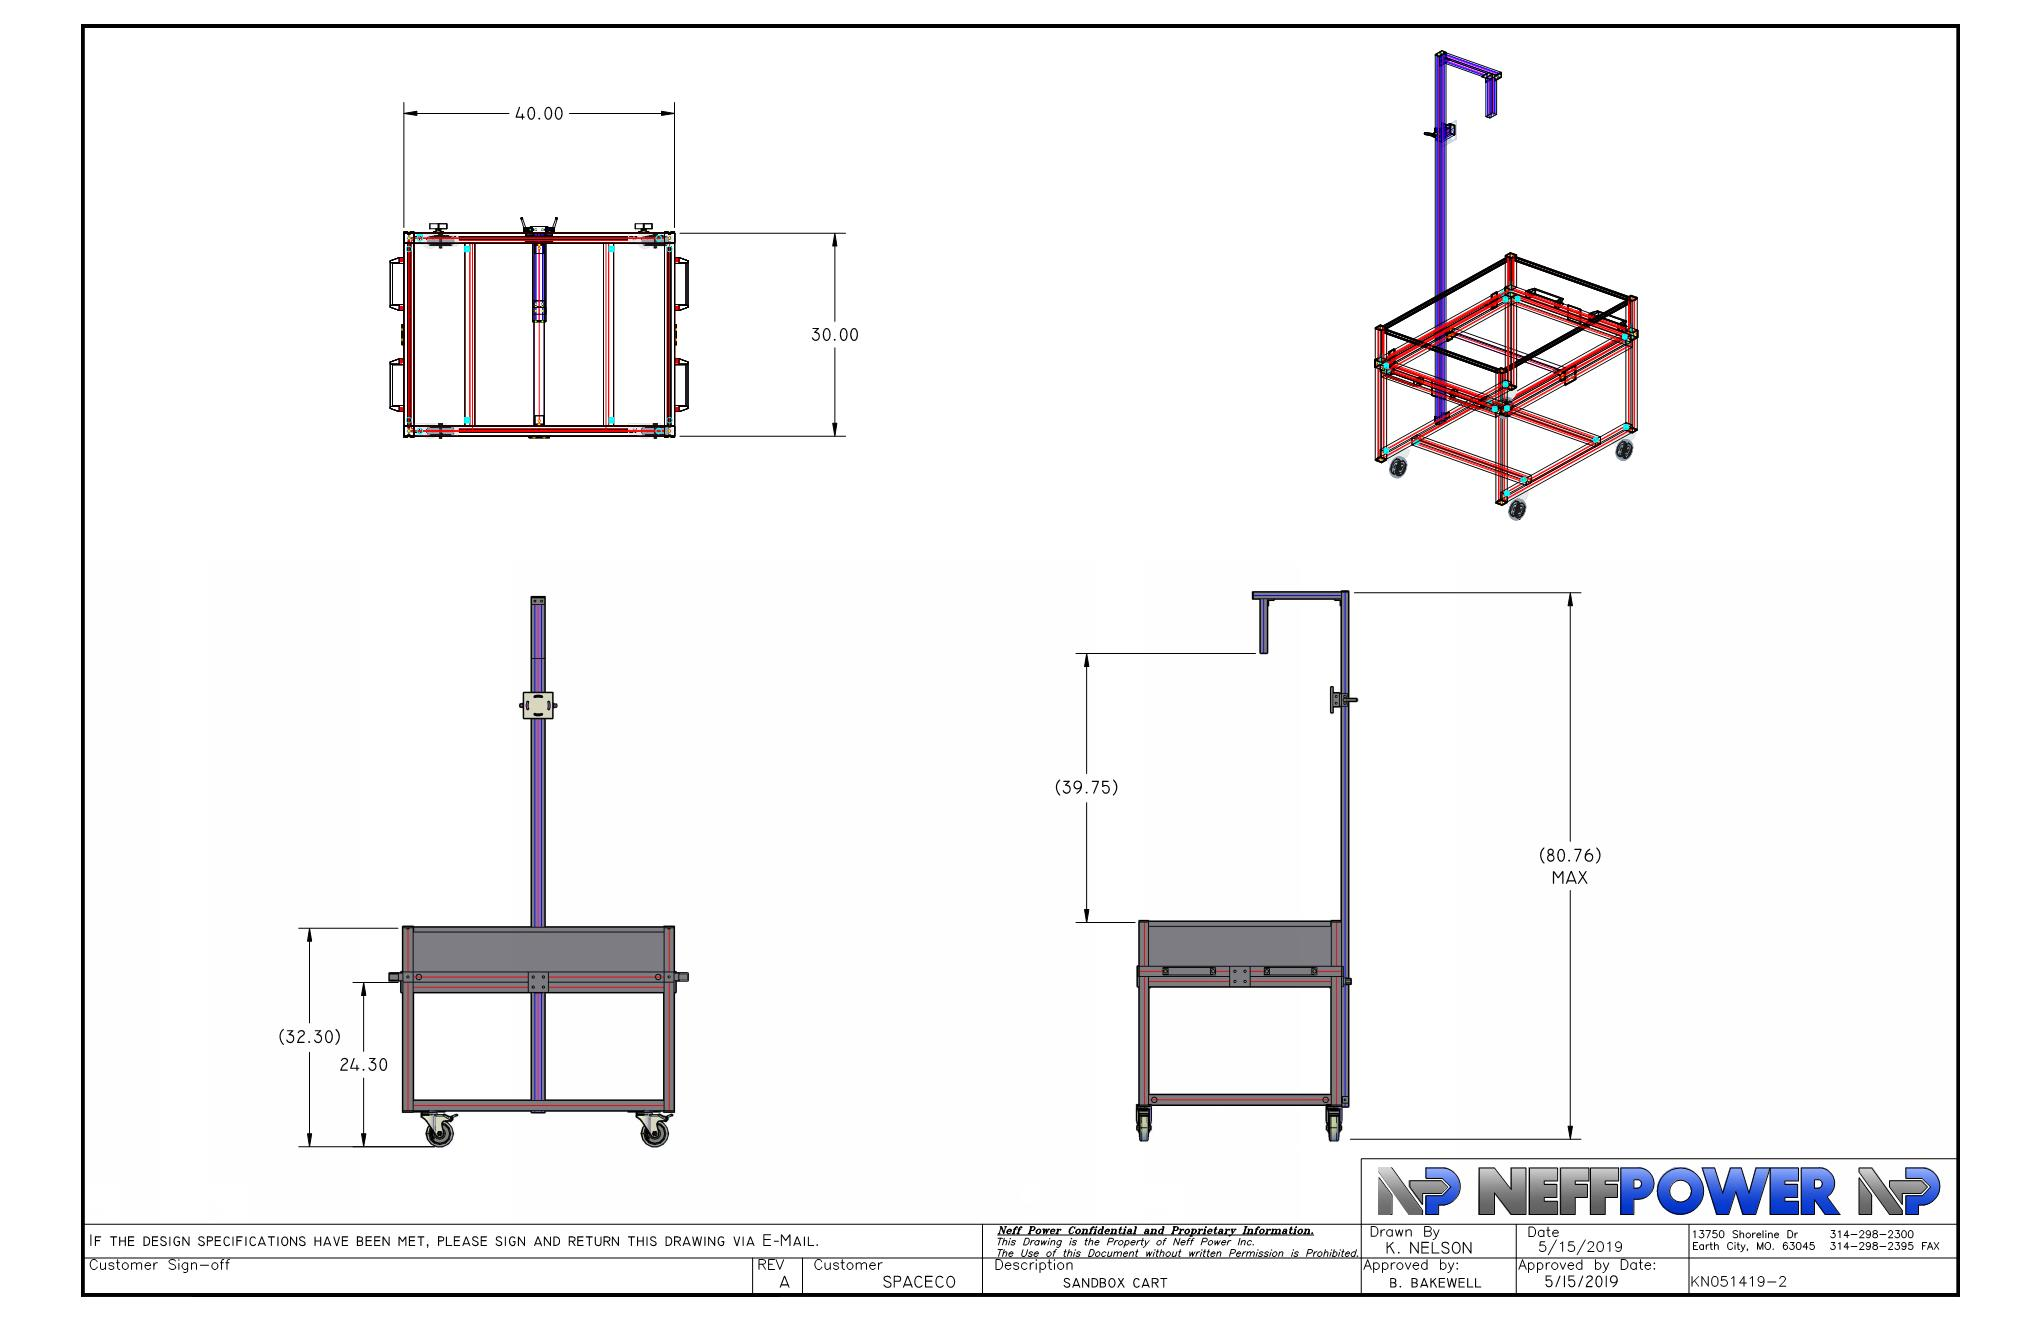 40.00
30.00
(39.75)
(80.76)
MAX
(32.30)
24.30
NP NEFFPOWER NP
IF THE DESIGN SPECIFICATIONS HAVE BEEN MET, PLEASE SIGN AND RETURN THIS DRAWING VIA E-MAIL.
Neff Power Confidential and Proprietary Information.
This Drawing is the Property of Neff Power Inc.
The Use of this Document without written Permission is Prohibited.
Drawn By
K. NELSON
Date
5/15/2019
13750 Shoreline Dr 314-298-2300
Earth City, MO. 63045 314-298-2395 FAX
Customer Sign-off
REV
A
Customer
SPACECO
Description
SANDBOX CART
Approved by:
B. BAKEWELL
Approved by Date:
5/15/2019
KN051419-2